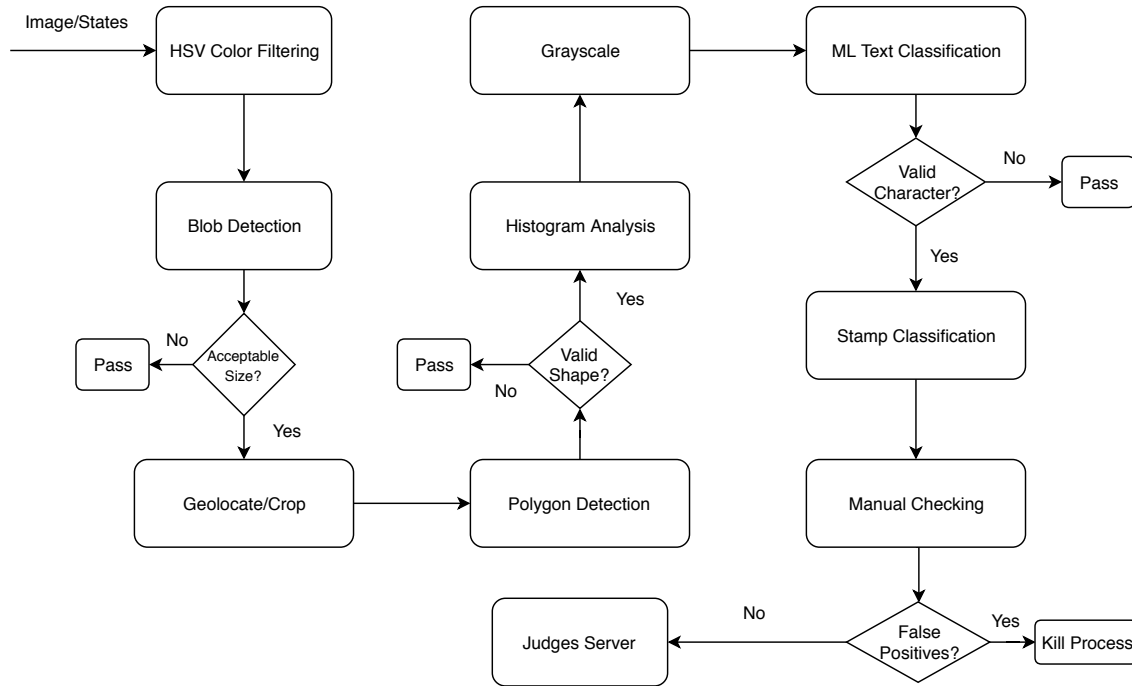 Image/States
HSV Color Filtering
Grayscale
ML Text Classification
Valid
Character?
No
Pass
Blob Detection
Histogram Analysis
Yes
Yes
Stamp Classification
No
Acceptable
Size?
Pass
Valid
Shape?
Pass
No
Yes
Geolocate/Crop
Polygon Detection
Manual Checking
No
Yes
Judges Server
False
Positives?
Kill Process